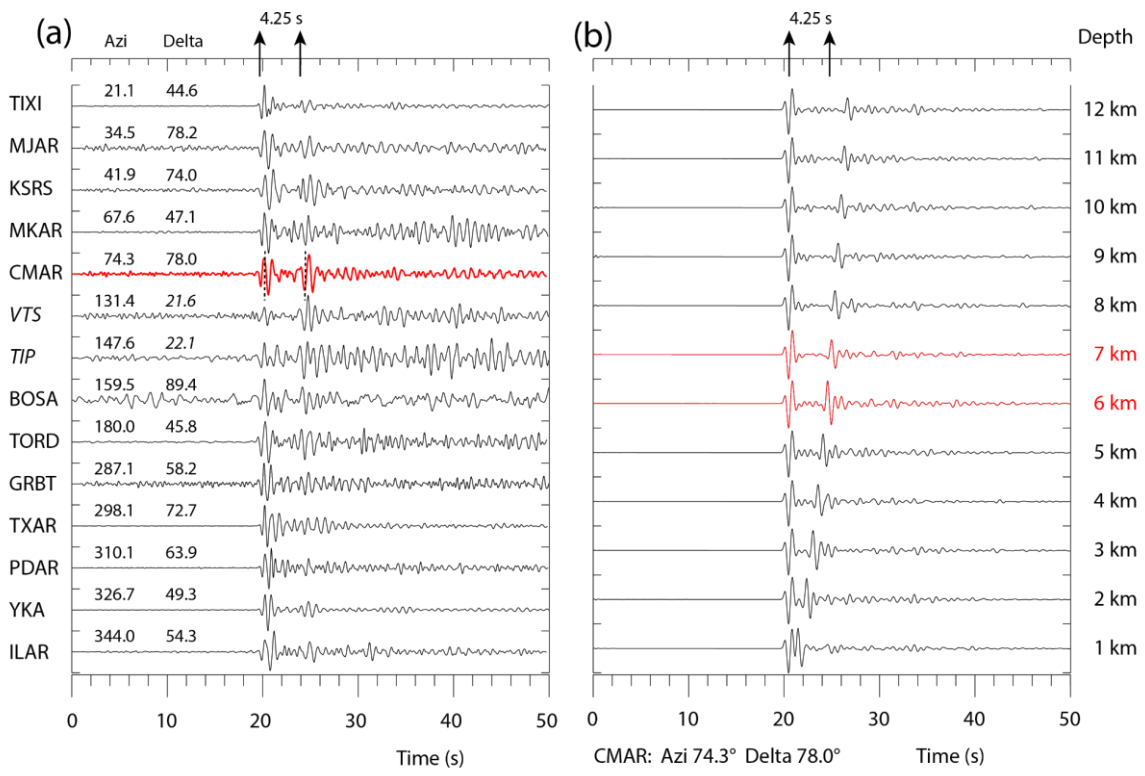 (a)
4.25 s
Azi Delta
TIXI 21.1 44.6
MJAR 34.5 78.2
KSRS 41.9 74.0
MKAR 67.6 47.1
CMAR 74.3 78.0
VTS 131.4 21.6
TIP 147.6 22.1
BOSA 159.5 89.4
TORD 180.0 45.8
GRBT 287.1 58.2
TXAR 298.1 72.7
PDAR 310.1 63.9
YKA 326.7 49.3
ILAR 344.0 54.3
0 10 20 30 40 50
Time (s)
(b)
4.25 s
Depth
12 km
11 km
10 km
9 km
8 km
7 km
6 km
5 km
4 km
3 km
2 km
1 km
0 10 20 30 40 50
CMAR: Azi 74.3° Delta 78.0° Time (s)